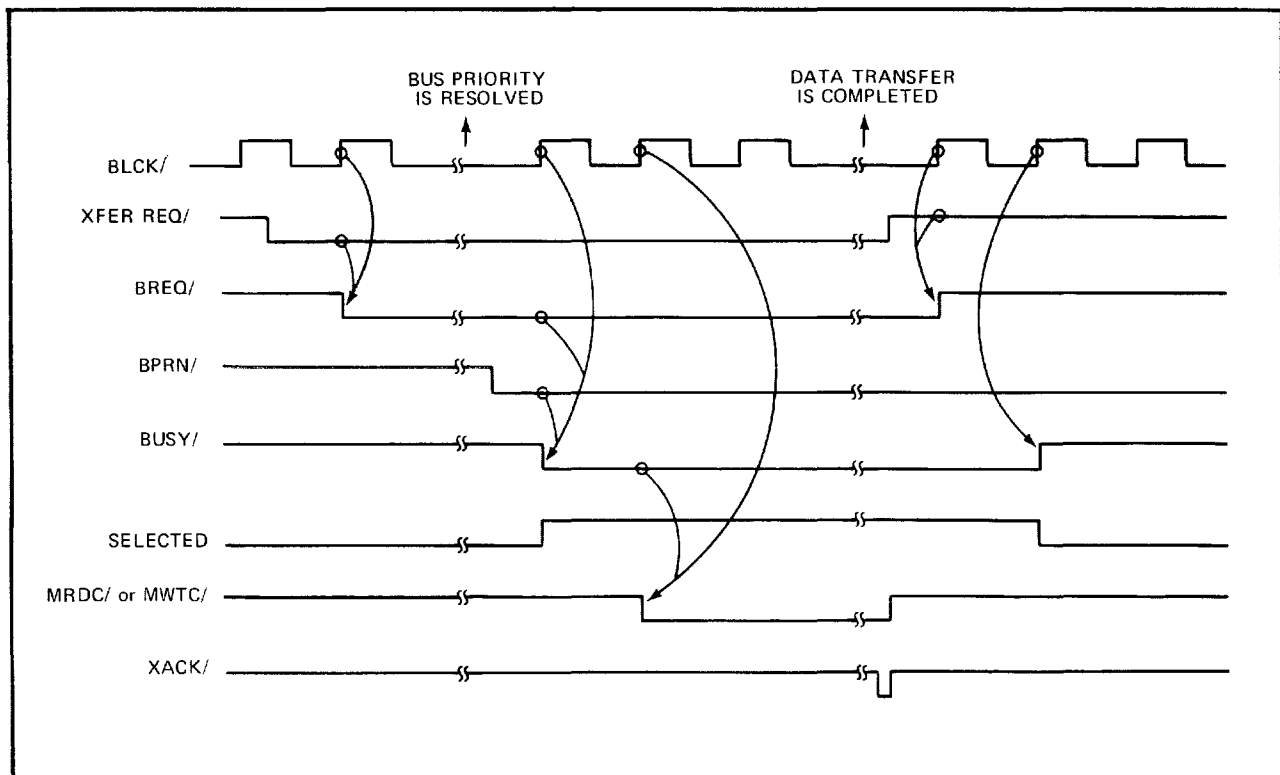 BUS PRIORITY
IS RESOLVED
DATA TRANSFER
IS COMPLETED
BLCK/
XFER REQ/
BREQ/
BPRN/
BUSY/
SELECTED
MRDC/ or MWTC/
XACK/